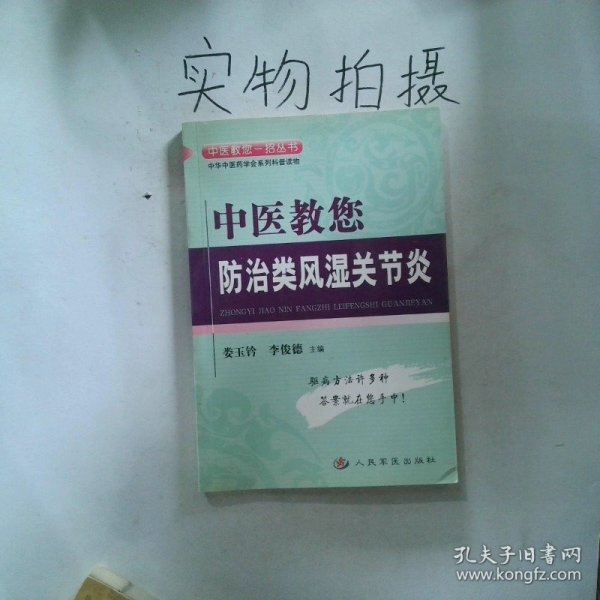 实物拍摄
中医教您一招丛书
中华中医药学会系列科普读物
中医教您
防治类风湿关节炎
ZHONGYI JIAO NIN FANGZHI LEIFENGSHI GUANJIEYAN
娄玉钤 李俊德 主编
驱病方法许多种
答案就在您手中!
人民军医出版社
孔夫子旧书网
www.kongfz.com